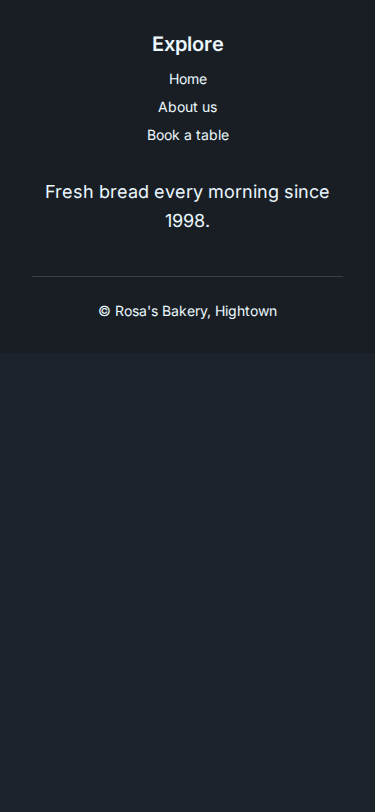 Explore
Home
About us
Book a table
Fresh bread every morning since
1998.
© Rosa's Bakery, Hightown